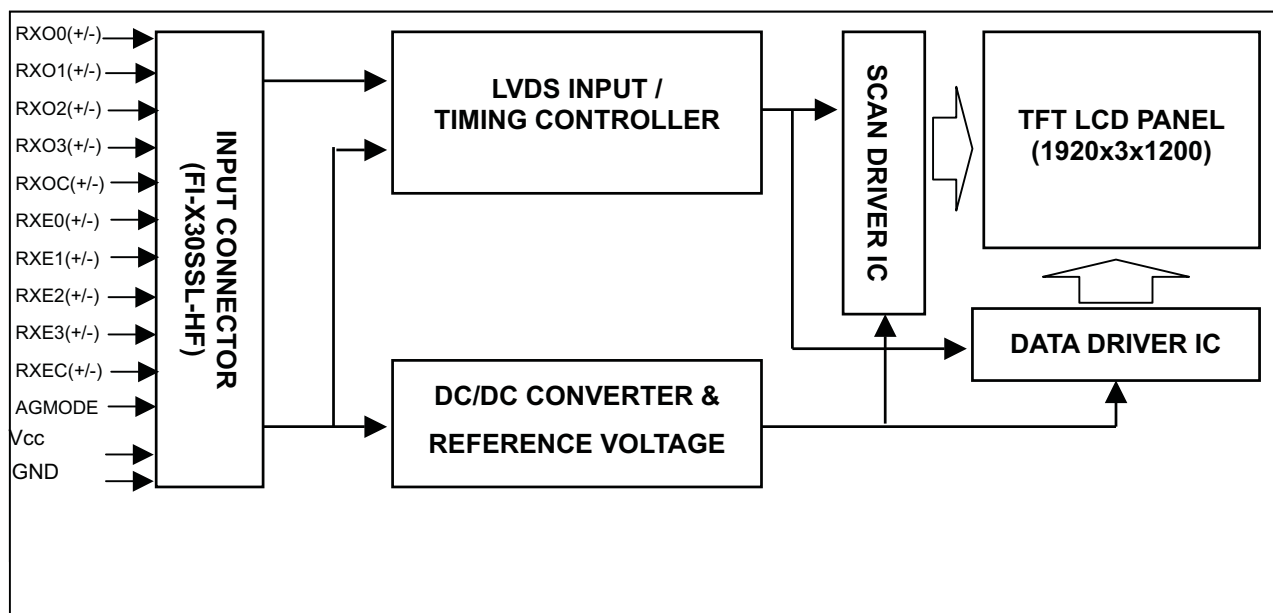 RXO0(+/-)
RXO1(+/-)
RXO2(+/-)
RXO3(+/-)
RXOC(+/-)
RXE0(+/-)
RXE1(+/-)
RXE2(+/-)
RXE3(+/-)
RXEC(+/-)
AGMODE
Vcc
GND
INPUT CONNECTOR
(FI-X30SSL-HF)
LVDS INPUT /
TIMING CONTROLLER
DC/DC CONVERTER &
REFERENCE VOLTAGE
SCAN DRIVER IC
TFT LCD PANEL
(1920x3x1200)
DATA DRIVER IC